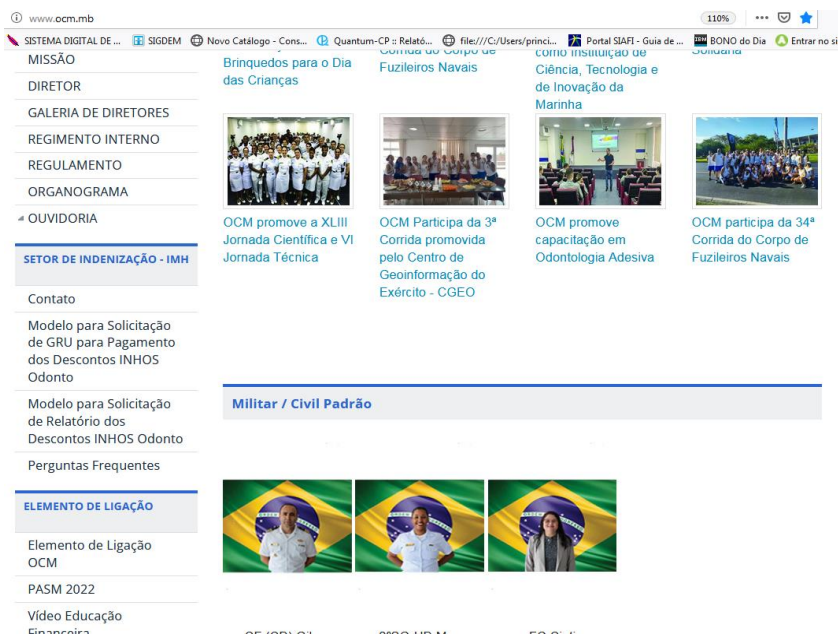 www.ocm.mb
110%
SISTEMA DIGITAL DE ...
SIGDEM
Novo Catálogo - Cons...
Quantum-CP :: Relató...
file:///C:/Users/princi...
Portal SIAFI - Guia de ...
BONO do Dia
Entrar no si
MISSÃO
DIRETOR
GALERIA DE DIRETORES
REGIMENTO INTERNO
REGULAMENTO
ORGANOGRAMA
OUVIDORIA
SETOR DE INDENIZAÇÃO - IMH
Contato
Modelo para Solicitação
de GRU para Pagamento
dos Descontos INHOS
Odonto
Modelo para Solicitação
de Relatório dos
Descontos INHOS Odonto
Perguntas Frequentes
ELEMENTO DE LIGAÇÃO
Elemento de Ligação
OCM
PASM 2022
Vídeo Educação
Financeira
Brinquedos para o Dia
das Crianças
Corrida do Corpo de
Fuzileiros Navais
como Instituição de
Ciência, Tecnologia e
de Inovação da
Marinha
Solidária
OCM promove a XLIII
Jornada Científica e VI
Jornada Técnica
OCM Participa da 3ª
Corrida promovida
pelo Centro de
Geoinformação do
Exército - CGEO
OCM promove
capacitação em
Odontologia Adesiva
OCM participa da 34ª
Corrida do Corpo de
Fuzileiros Navais
Militar / Civil Padrão